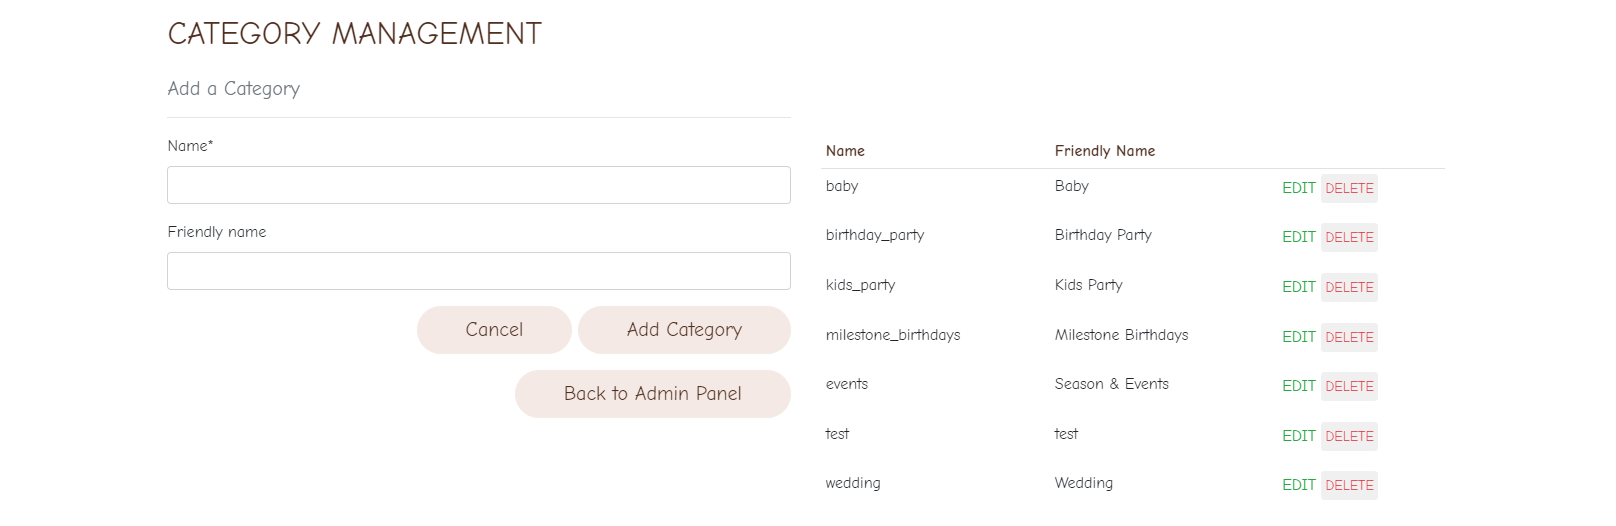 CATEGORY MANAGEMENT
Add a Category
Name*
Friendly name
Cancel Add Category
Back to Admin Panel
Name Friendly Name
baby Baby EDIT DELETE
birthday_party Birthday Party EDIT DELETE
kids_party Kids Party EDIT DELETE
milestone_birthdays Milestone Birthdays EDIT DELETE
events Season & Events EDIT DELETE
test test EDIT DELETE
wedding Wedding EDIT DELETE